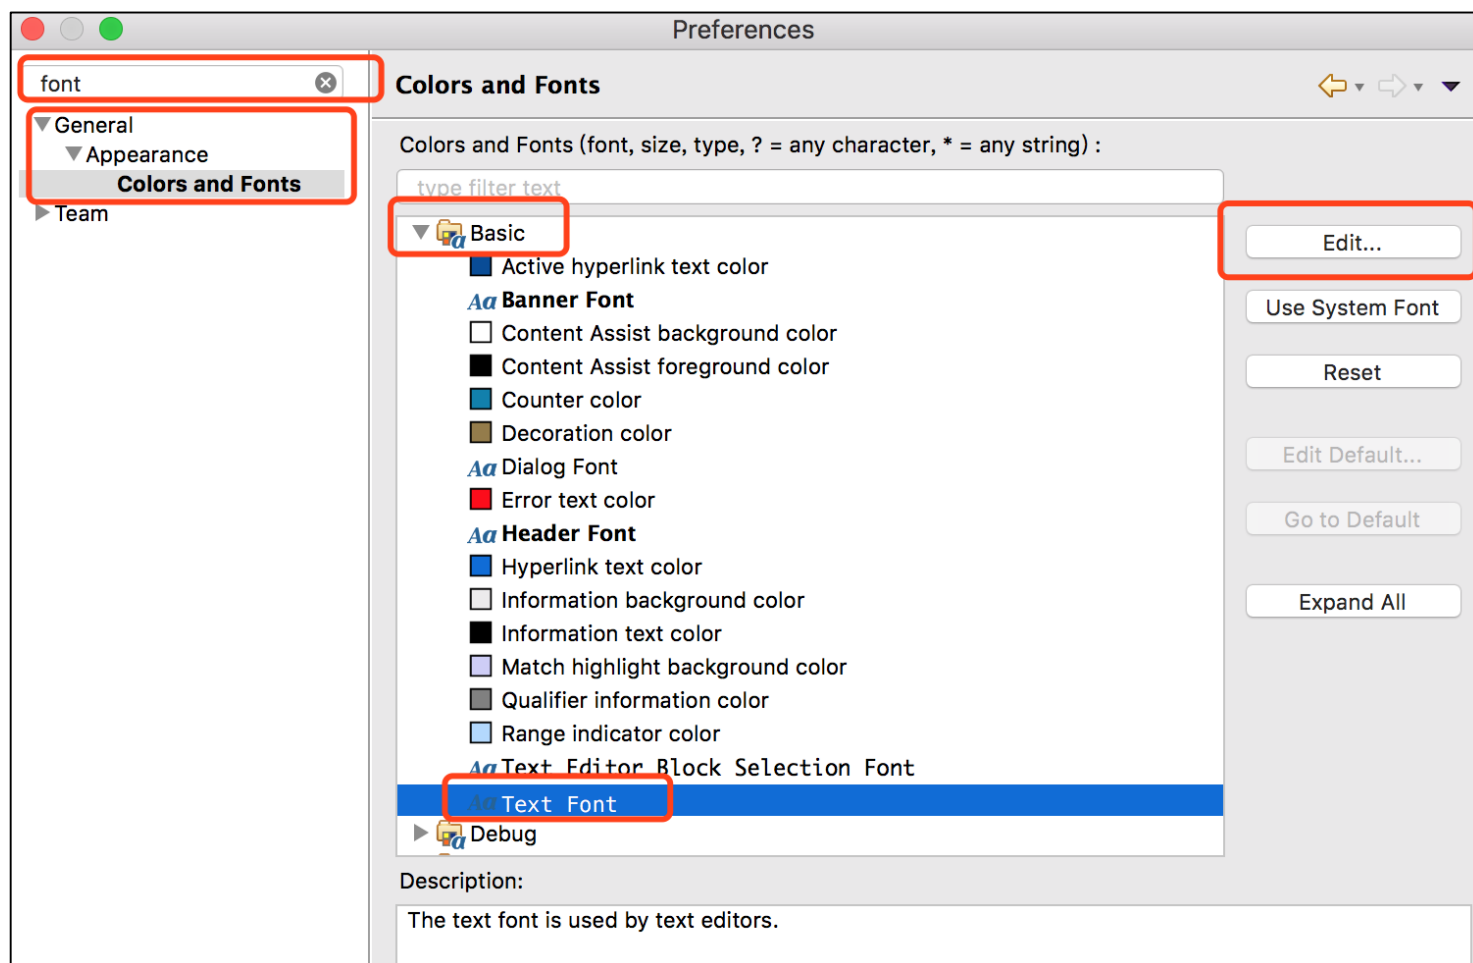 Preferences
font
General
Appearance
Colors and Fonts
Team
Colors and Fonts
Colors and Fonts (font, size, type, ? = any character, * = any string) :
type filter text
Basic
Active hyperlink text color
Aa Banner Font
Content Assist background color
Content Assist foreground color
Counter color
Decoration color
Aa Dialog Font
Error text color
Aa Header Font
Hyperlink text color
Information background color
Information text color
Match highlight background color
Qualifier information color
Range indicator color
Aa Text Editor Block Selection Font
Aa Text Font
Debug
Edit...
Use System Font
Reset
Edit Default...
Go to Default
Expand All
Description:
The text font is used by text editors.